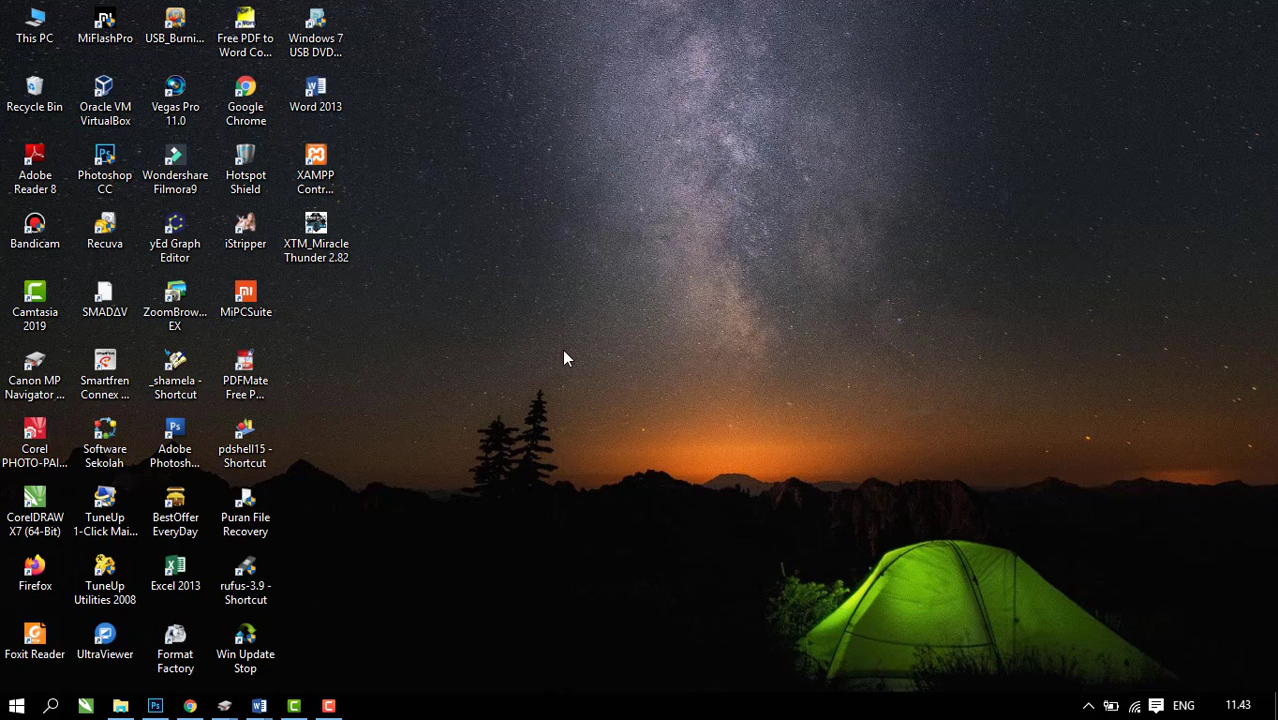 This PC
MiFlashPro
USB_Burni...
Free PDF to
Word Co...
Windows 7
USB DVD...
Recycle Bin
Oracle VM
VirtualBox
Vegas Pro
11.0
Google
Chrome
Word 2013
Adobe
Reader 8
Photoshop
CC
Wondershare
Filmora9
Hotspot
Shield
XAMPP
Contr...
Bandicam
Recuva
yEd Graph
Editor
iStripper
XTM_Miracle
Thunder 2.82
Camtasia
2019
SMADΔV
ZoomBrow...
EX
MiPCSuite
Canon MP
Navigator ...
Smartfren
Connex ...
_shamela -
Shortcut
PDFMate
Free P...
Corel
PHOTO-PAI...
Software
Sekolah
Adobe
Photosh...
pdshell15 -
Shortcut
CorelDRAW
X7 (64-Bit)
TuneUp
1-Click Mai...
BestOffer
EveryDay
Puran File
Recovery
Firefox
TuneUp
Utilities 2008
Excel 2013
rufus-3.9 -
Shortcut
Foxit Reader
UltraViewer
Format
Factory
Win Update
Stop
ENG
11.43